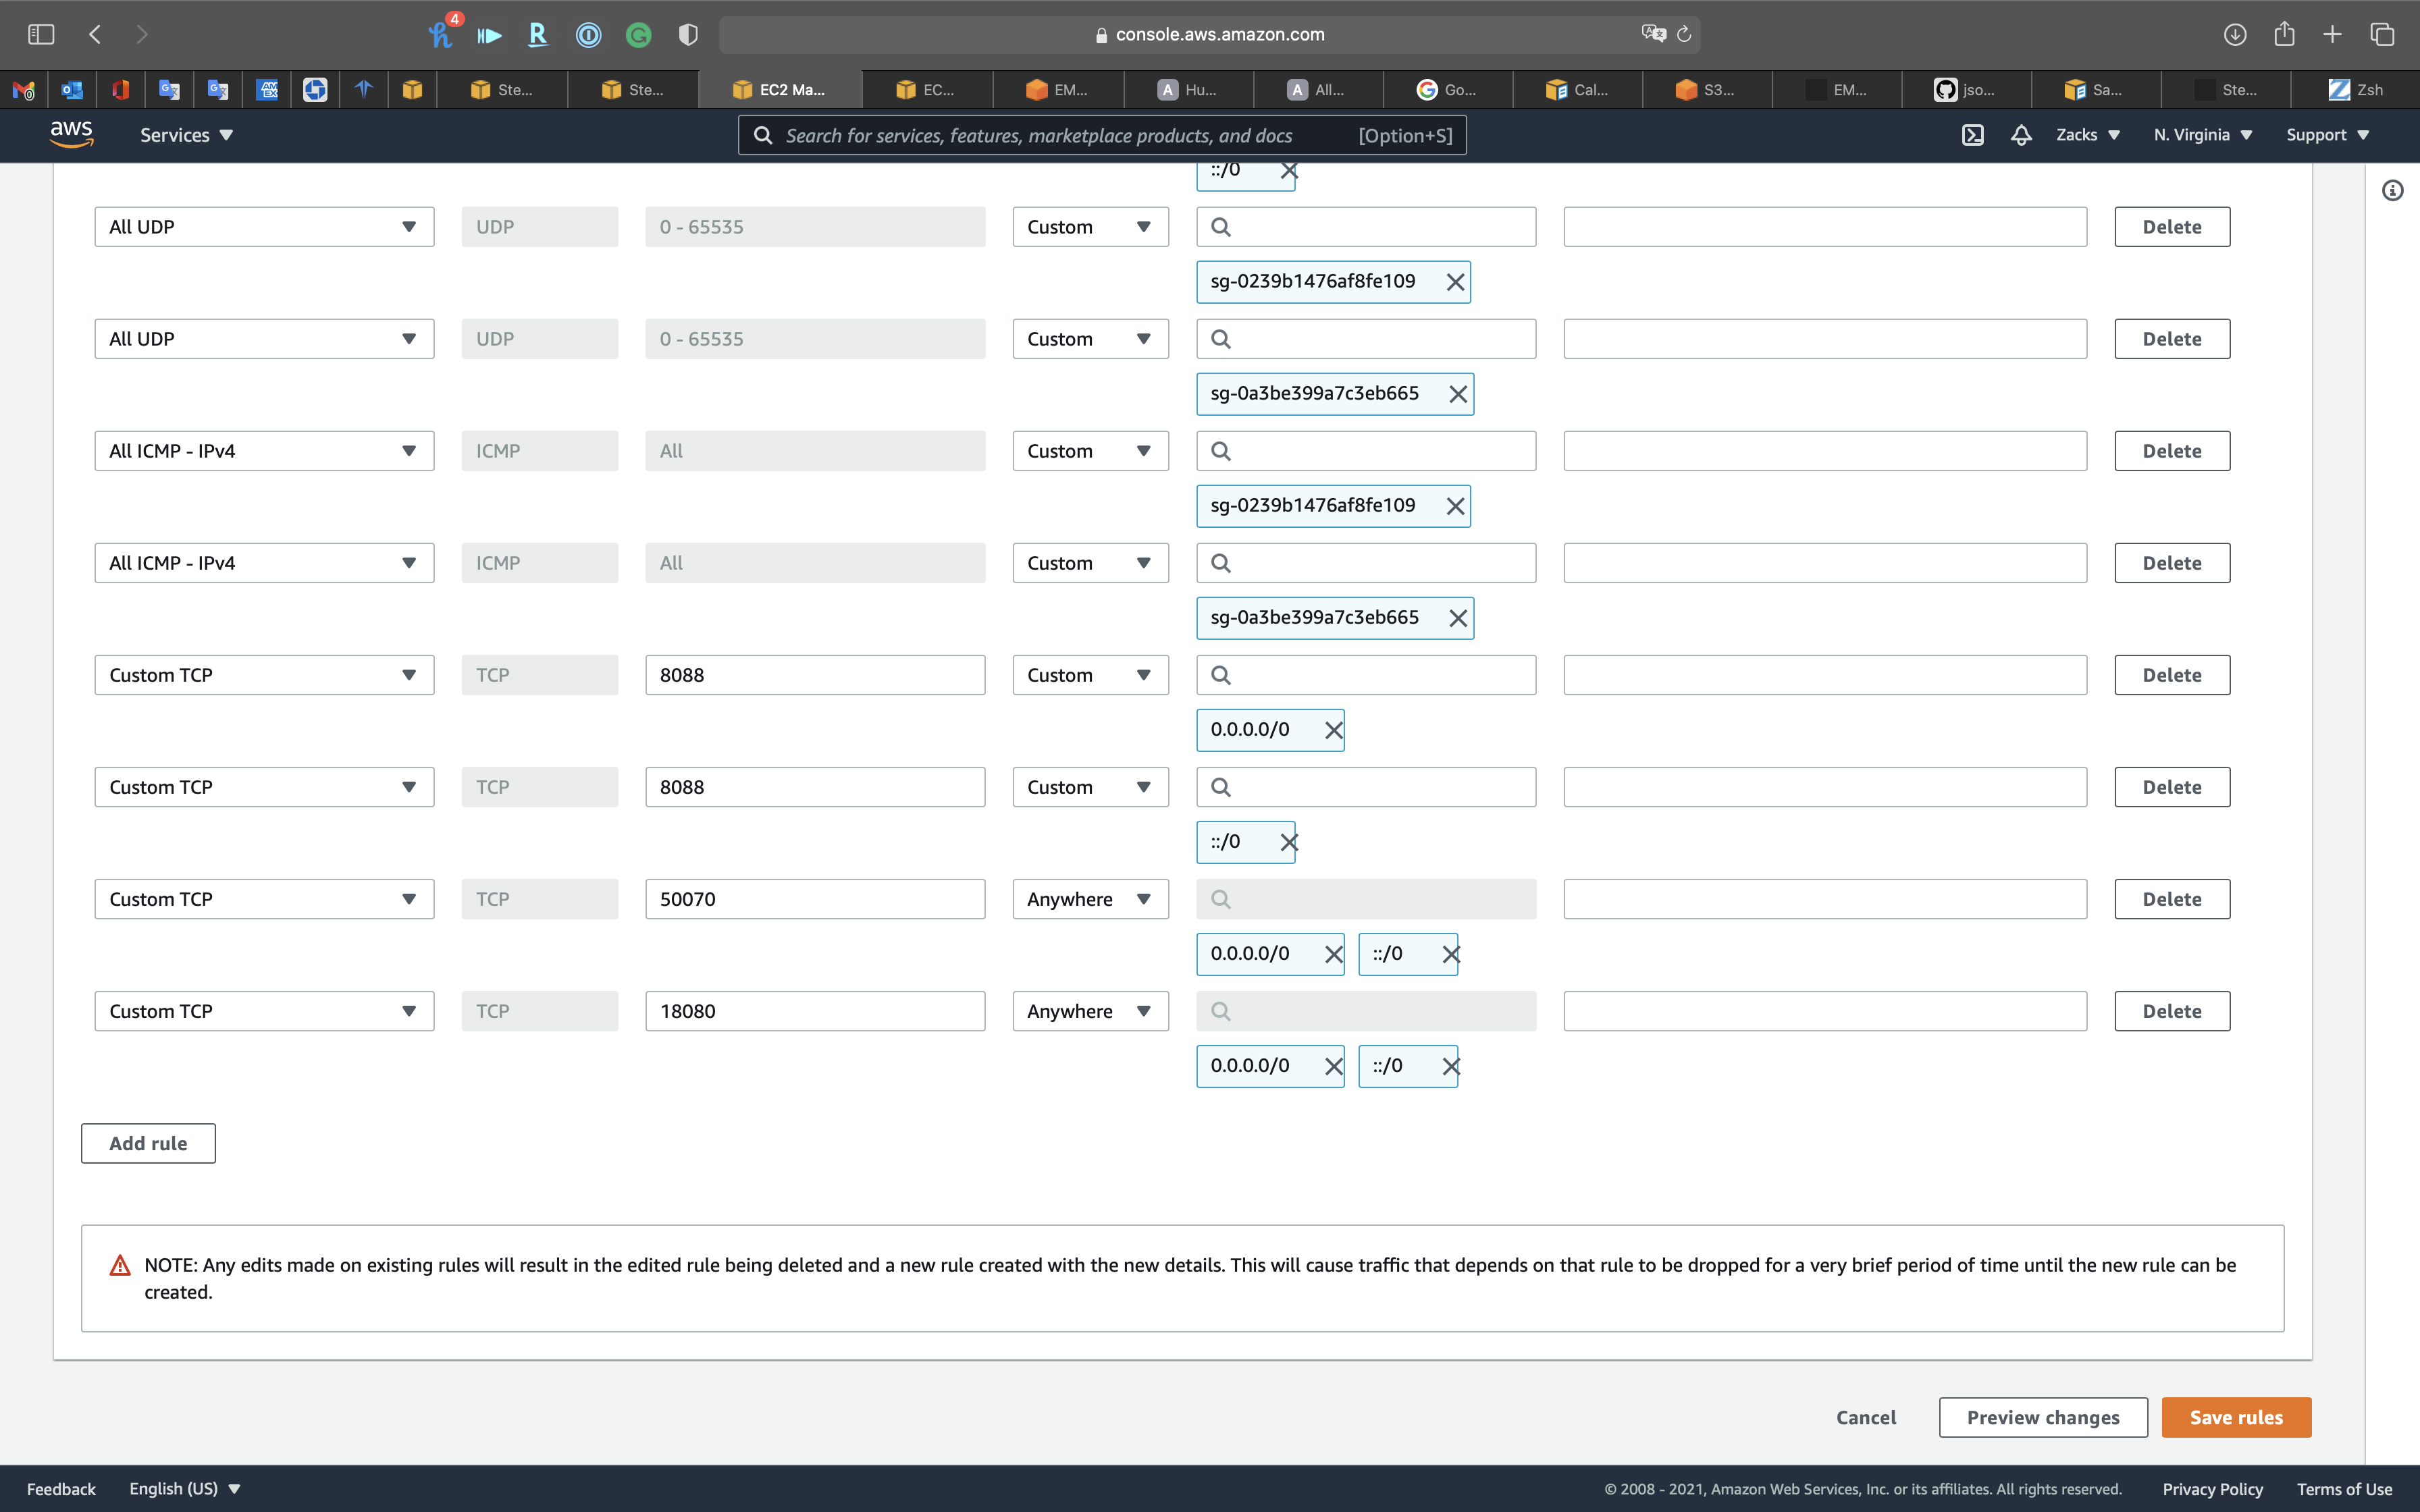 4
console.aws.amazon.com
Ste... Ste... EC2 Ma... EC... EM... A Hu... A All... Go... Cal... S3... EM... jso... Sa... Ste... Zsh
aws Services Search for services, features, marketplace products, and docs [Option+S] Zacks N. Virginia Support
::/0
All UDP UDP 0 - 65535 Custom Delete
sg-0239b1476af8fe109
All UDP UDP 0 - 65535 Custom Delete
sg-0a3be399a7c3eb665
All ICMP - IPv4 ICMP All Custom Delete
sg-0239b1476af8fe109
All ICMP - IPv4 ICMP All Custom Delete
sg-0a3be399a7c3eb665
Custom TCP TCP 8088 Custom Delete
0.0.0.0/0
Custom TCP TCP 8088 Custom Delete
::/0
Custom TCP TCP 50070 Anywhere Delete
0.0.0.0/0 ::/0
Custom TCP TCP 18080 Anywhere Delete
0.0.0.0/0 ::/0
Add rule
NOTE: Any edits made on existing rules will result in the edited rule being deleted and a new rule created with the new details. This will cause traffic that depends on that rule to be dropped for a very brief period of time until the new rule can be
created.
Cancel Preview changes Save rules
Feedback English (US) © 2008 - 2021, Amazon Web Services, Inc. or its affiliates. All rights reserved. Privacy Policy Terms of Use